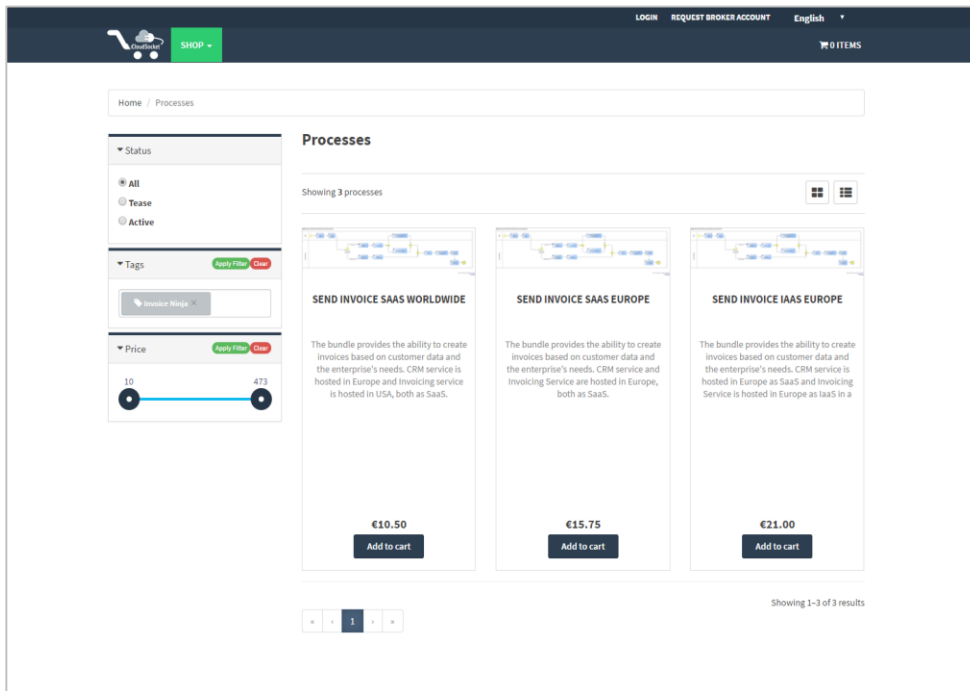 LOGIN REQUEST BROKER ACCOUNT English
CloudSocket SHOP 0 ITEMS
Home / Processes
Status
All
Tease
Active
Tags Apply Filter Clear
Invoice Ninja ×
Price Apply Filter Clear
10 473
Processes
Showing 3 processes
SEND INVOICE SAAS WORLDWIDE
The bundle provides the ability to create
invoices based on customer data and
the enterprise's needs. CRM service is
hosted in Europe and Invoicing service
is hosted in USA, both as SaaS.
€10.50
Add to cart
SEND INVOICE SAAS EUROPE
The bundle provides the ability to create
invoices based on customer data and
the enterprise's needs. CRM service and
Invoicing Service are hosted in Europe,
both as SaaS.
€15.75
Add to cart
SEND INVOICE IAAS EUROPE
The bundle provides the ability to create
invoices based on customer data and
the enterprise's needs. CRM service is
hosted in Europe as SaaS and Invoicing
Service is hosted in Europe as IaaS in a
€21.00
Add to cart
« ‹ 1 › »
Showing 1–3 of 3 results